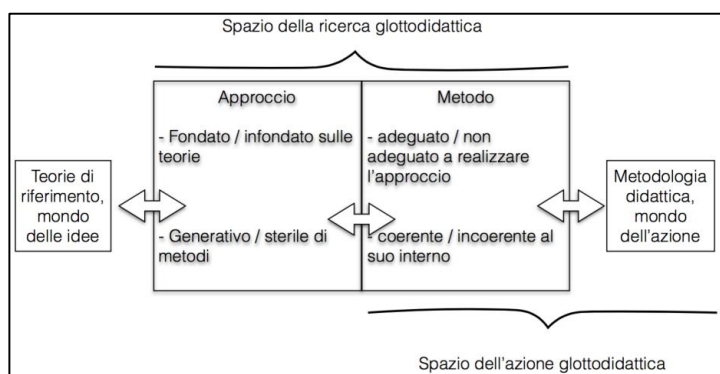 Spazio della ricerca glottodidattica
Approccio
- Fondato / infondato sulle
teorie
- Generativo / sterile di
metodi
Metodo
- adeguato / non
adeguato a realizzare
l'approccio
- coerente / incoerente al
suo interno
Teorie di
riferimento,
mondo
delle idee
Metodologia
didattica,
mondo
dell'azione
Spazio dell'azione glottodidattica